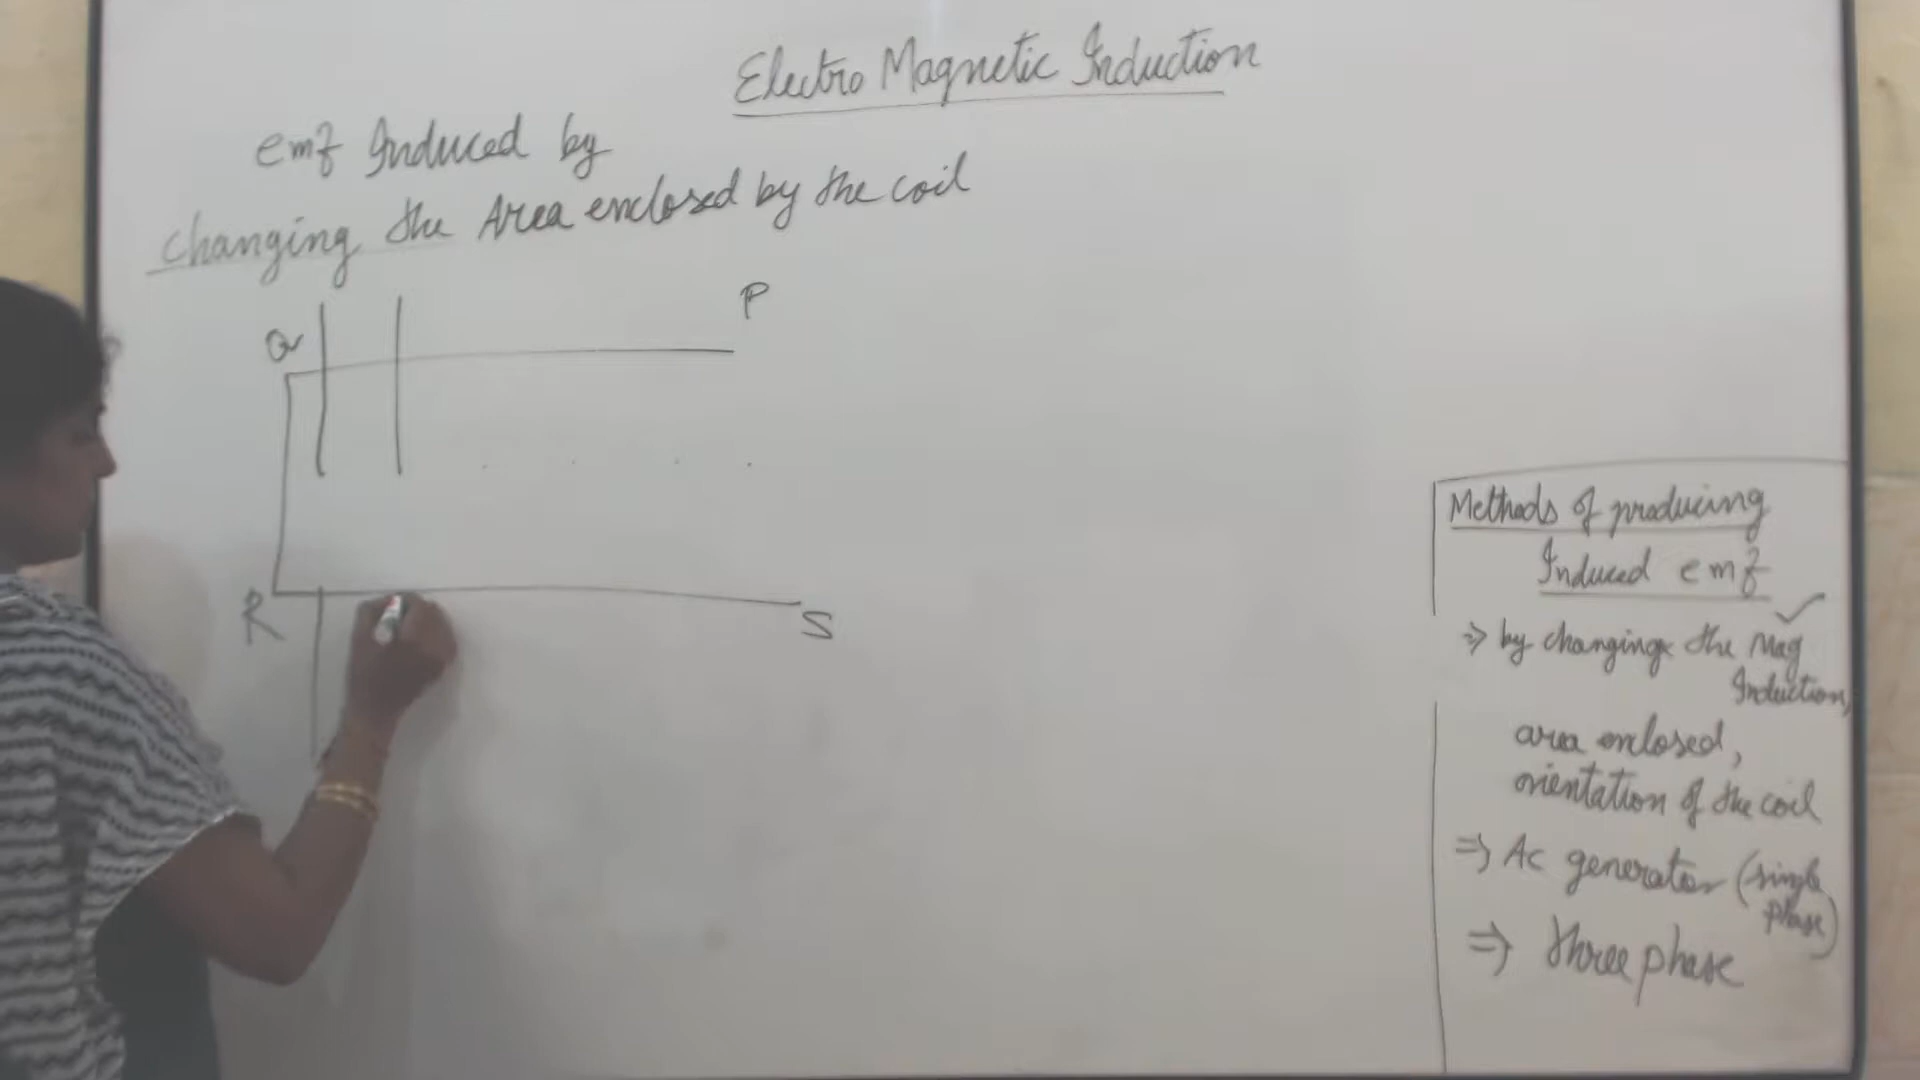 Electro Magnetic Induction
emf Induced by
changing the Area enclosed by the coil
P
Q
R
S
Methods of producing
Induced emf
⇒ by changing the Mag
Induction,
area enclosed,
orientation of the coil
⇒ Ac generator (single
phase)
⇒ three phase